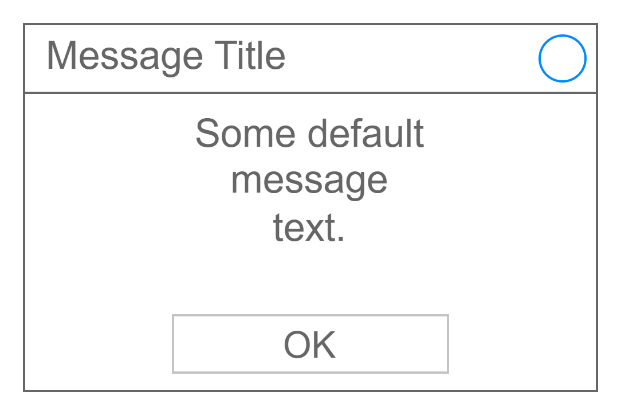 Message Title
Some default
message
text.
OK